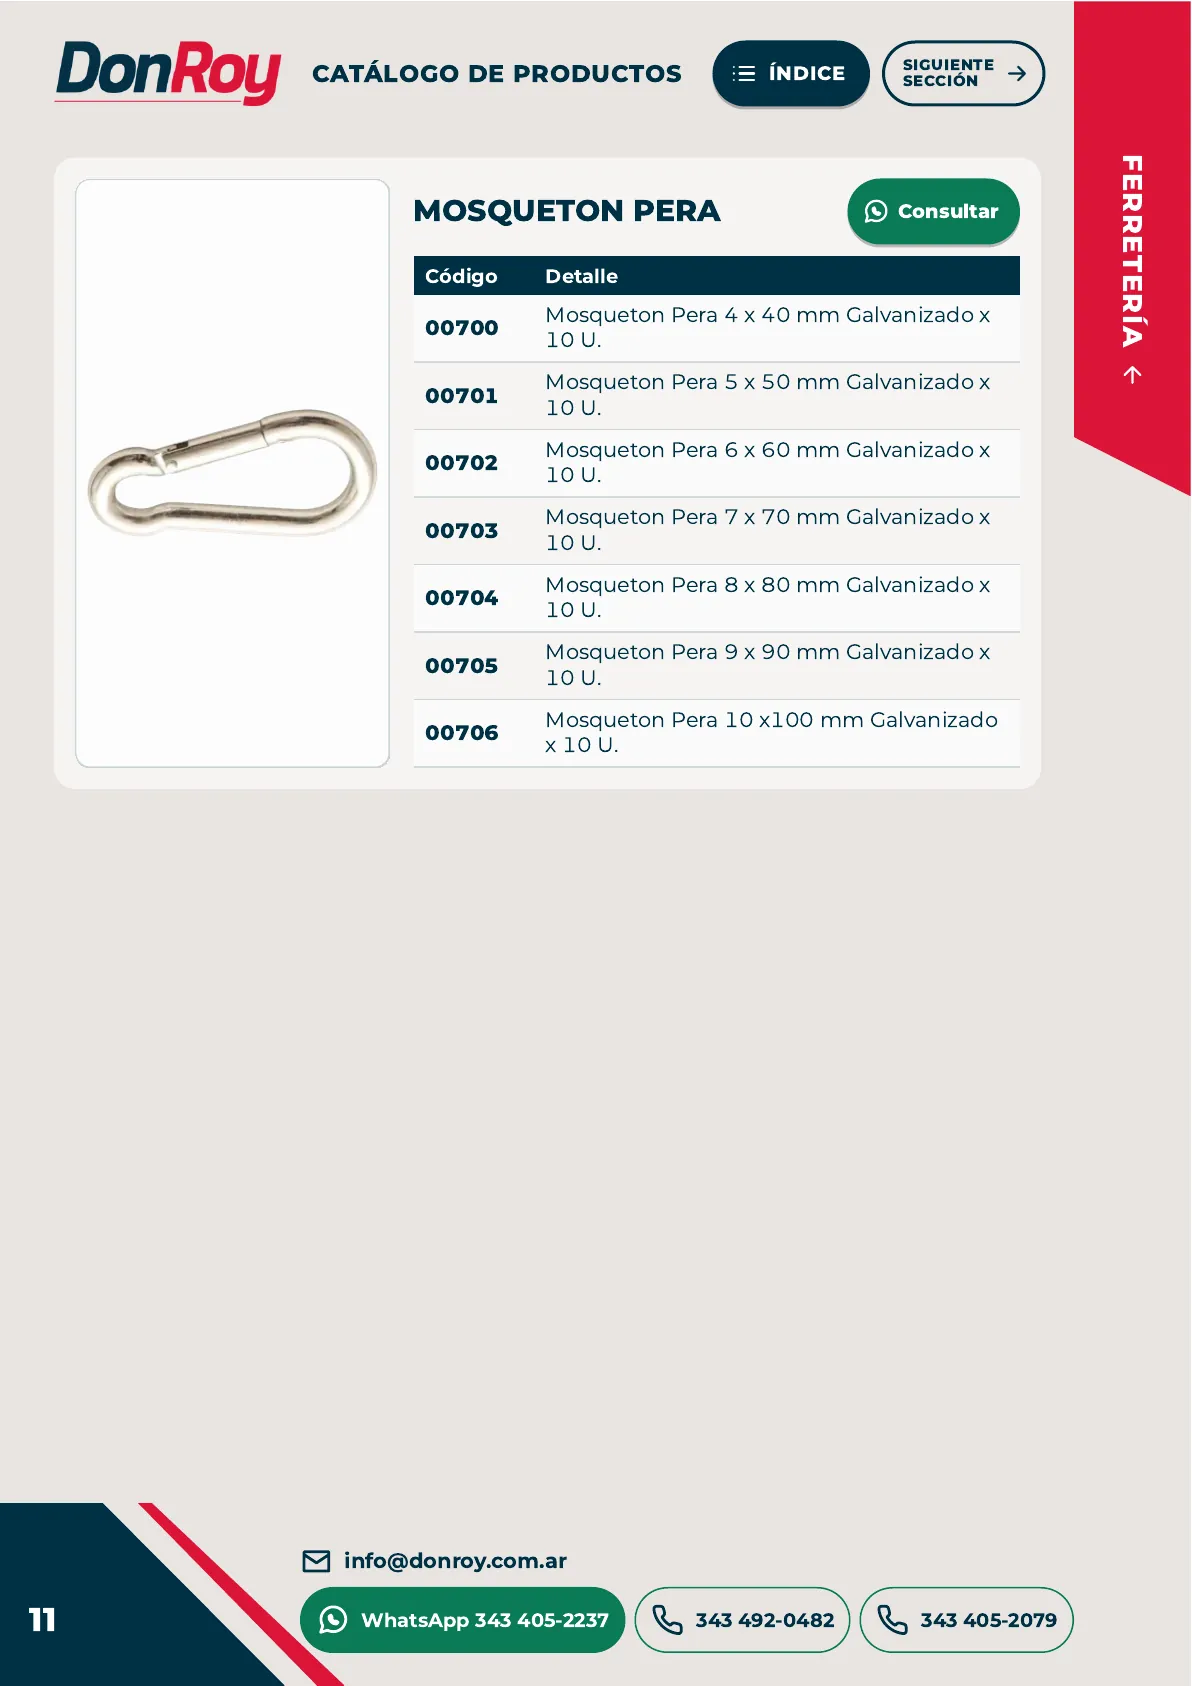 DonRoy
CATÁLOGO DE PRODUCTOS
ÍNDICE
SIGUIENTE
SECCIÓN
FERRETERÍA
MOSQUETON PERA
Consultar
Código Detalle
00700 Mosqueton Pera 4 x 40 mm Galvanizado x
10 U.
00701 Mosqueton Pera 5 x 50 mm Galvanizado x
10 U.
00702 Mosqueton Pera 6 x 60 mm Galvanizado x
10 U.
00703 Mosqueton Pera 7 x 70 mm Galvanizado x
10 U.
00704 Mosqueton Pera 8 x 80 mm Galvanizado x
10 U.
00705 Mosqueton Pera 9 x 90 mm Galvanizado x
10 U.
00706 Mosqueton Pera 10 x100 mm Galvanizado
x 10 U.
info@donroy.com.ar
11
WhatsApp 343 405-2237
343 492-0482
343 405-2079